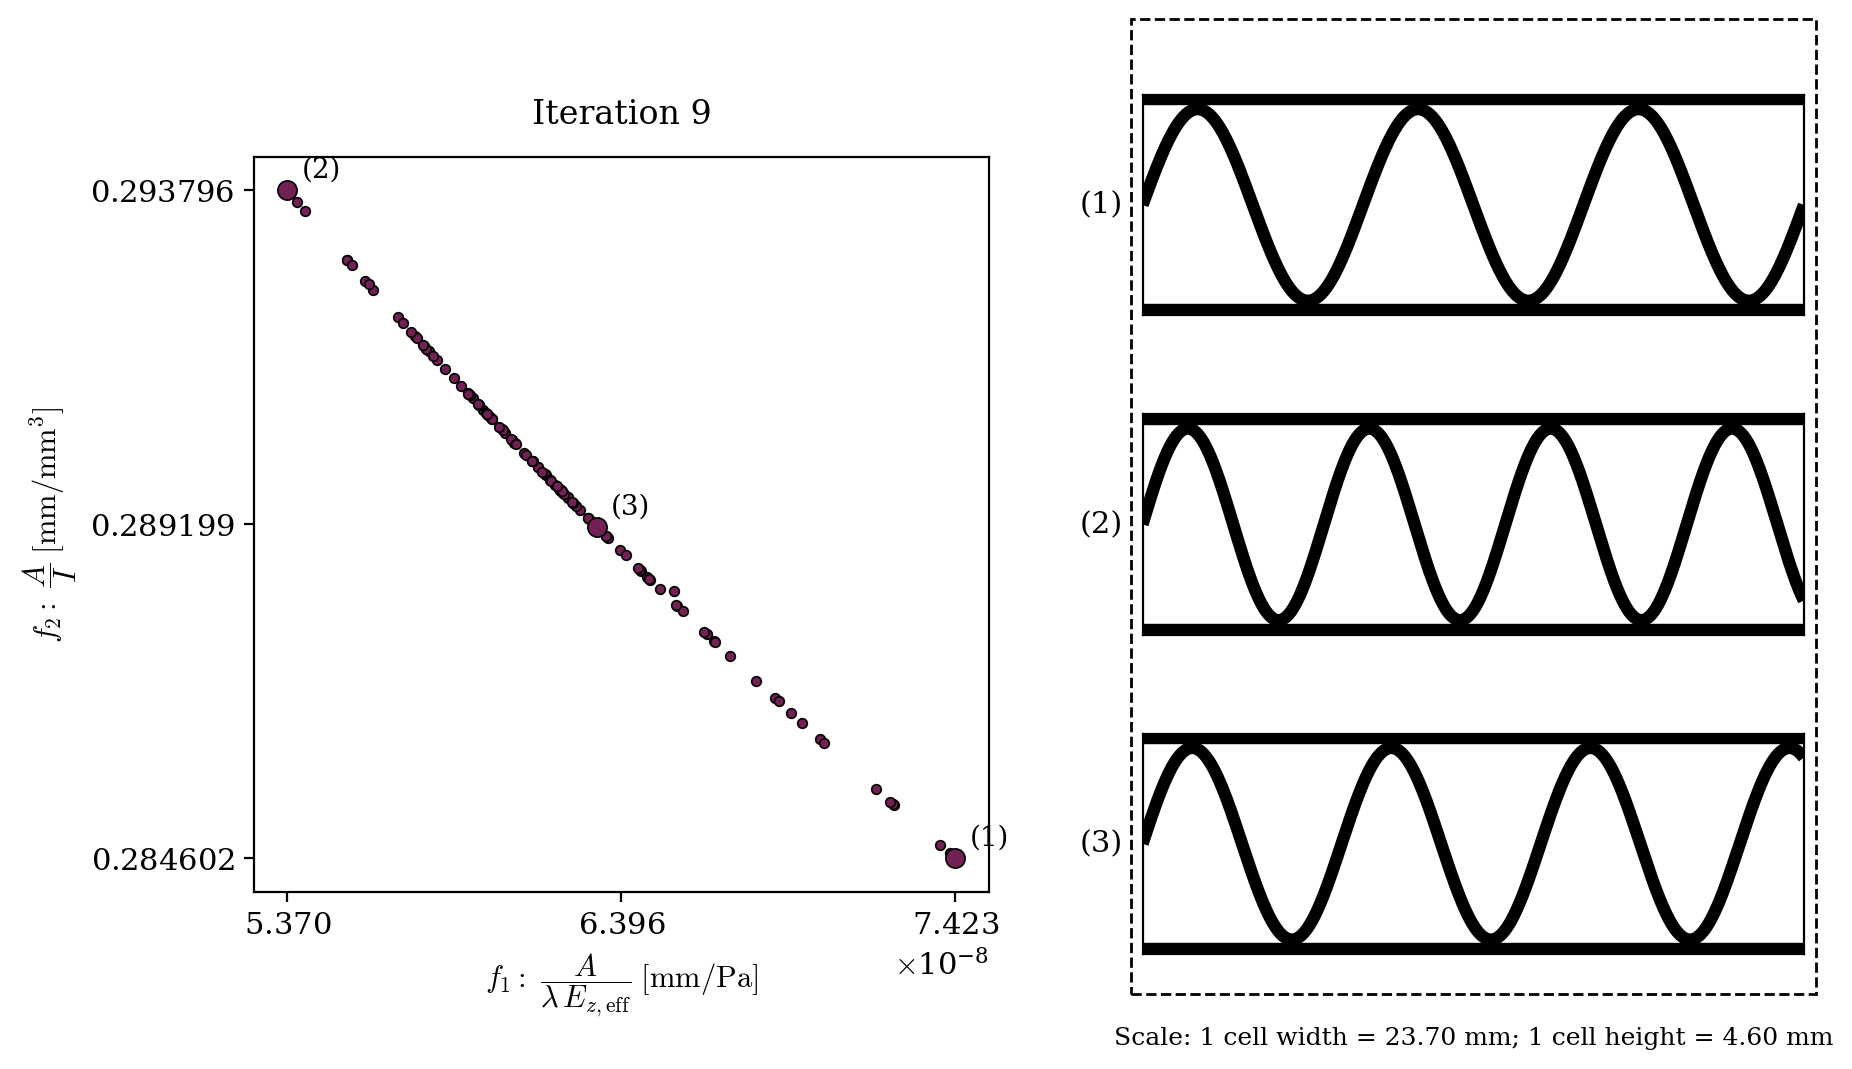 Iteration 9
(2)
0.293796
(3)
0.289199
(1)
0.284602
5.370 6.396 7.423
×10⁻⁸
f₁ : A / (λ E_z, eff) [mm/Pa]
f₂ : A / I [mm/mm³]
(1)
(2)
(3)
Scale: 1 cell width = 23.70 mm; 1 cell height = 4.60 mm